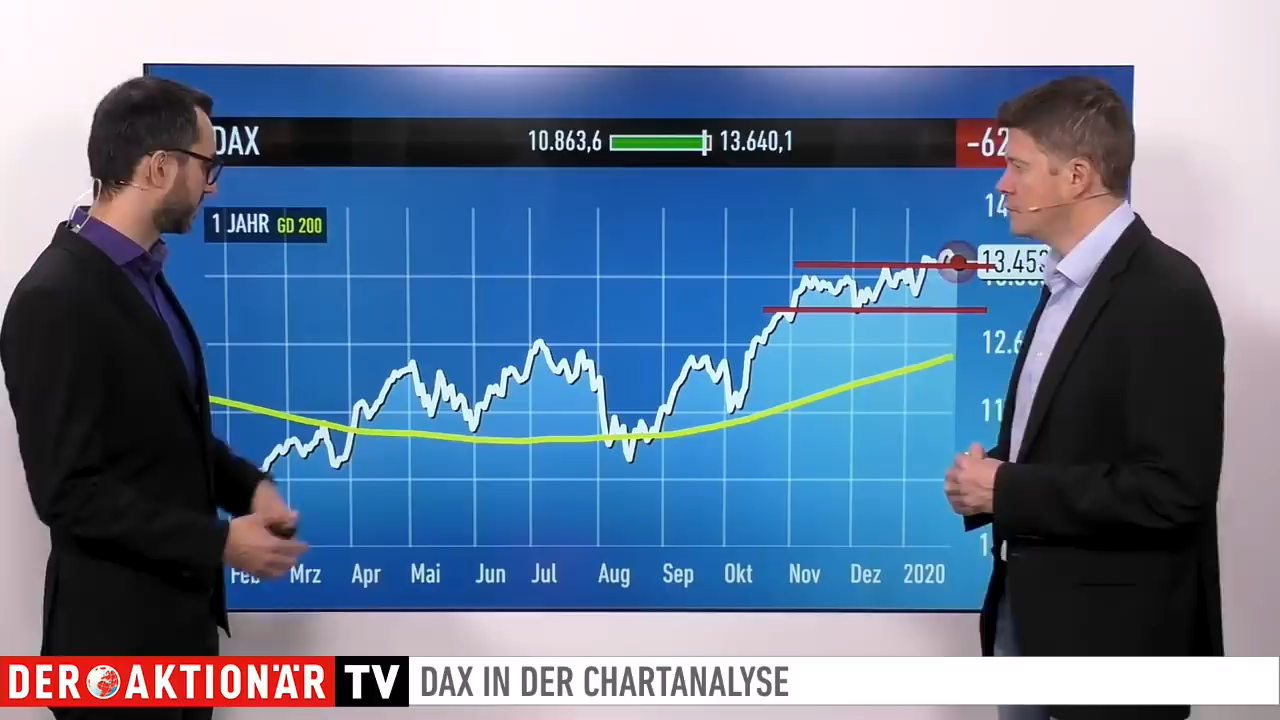 DAX
10.863,6
13.640,1
-62
1 JAHR GD 200
14
13.453
12.6
11
Feb Mrz Apr Mai Jun Jul Aug Sep Okt Nov Dez 2020
DER AKTIONÄR TV
DAX IN DER CHARTANALYSE